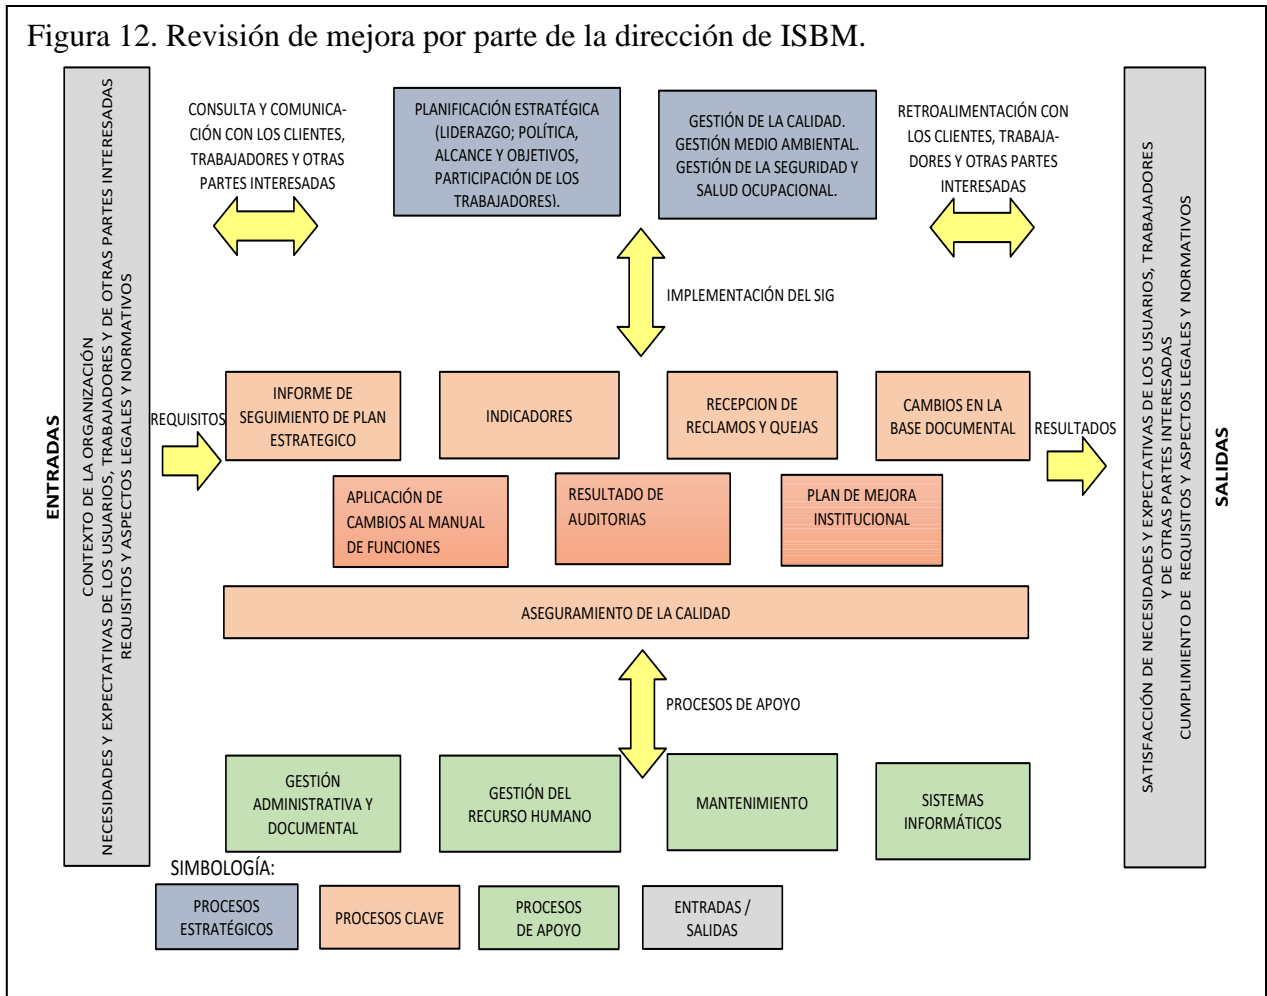 Figura 12. Revisión de mejora por parte de la dirección de ISBM.
ENTRADAS
CONTEXTO DE LA ORGANIZACIÓN
NECESIDADES Y EXPECTATIVAS DE LOS USUARIOS, TRABAJADORES Y DE OTRAS PARTES INTERESADAS
REQUISITOS Y ASPECTOS LEGALES Y NORMATIVOS
CONSULTA Y COMUNICA-
CIÓN CON LOS CLIENTES,
TRABAJADORES Y OTRAS
PARTES INTERESADAS
PLANIFICACIÓN ESTRATÉGICA
(LIDERAZGO; POLÍTICA,
ALCANCE Y OBJETIVOS,
PARTICIPACIÓN DE LOS
TRABAJADORES).
GESTIÓN DE LA CALIDAD.
GESTIÓN MEDIO AMBIENTAL.
GESTIÓN DE LA SEGURIDAD Y
SALUD OCUPACIONAL.
RETROALIMENTACIÓN CON
LOS CLIENTES, TRABAJA-
DORES Y OTRAS PARTES
INTERESADAS
IMPLEMENTACIÓN DEL SIG
REQUISITOS
INFORME DE
SEGUIMIENTO DE PLAN
ESTRATEGICO
INDICADORES
RECEPCION DE
RECLAMOS Y QUEJAS
CAMBIOS EN LA
BASE DOCUMENTAL
RESULTADOS
APLICACIÓN DE
CAMBIOS AL MANUAL
DE FUNCIONES
RESULTADO DE
AUDITORIAS
PLAN DE MEJORA
INSTITUCIONAL
ASEGURAMIENTO DE LA CALIDAD
PROCESOS DE APOYO
GESTIÓN
ADMINISTRATIVA Y
DOCUMENTAL
GESTIÓN DEL
RECURSO HUMANO
MANTENIMIENTO
SISTEMAS
INFORMÁTICOS
SATISFACCIÓN DE NECESIDADES Y EXPECTATIVAS DE LOS USUARIOS, TRABAJADORES
Y DE OTRAS PARTES INTERESADAS
CUMPLIMIENTO DE REQUISITOS Y ASPECTOS LEGALES Y NORMATIVOS
SALIDAS
SIMBOLOGÍA:
PROCESOS
ESTRATÉGICOS
PROCESOS CLAVE
PROCESOS
DE APOYO
ENTRADAS /
SALIDAS